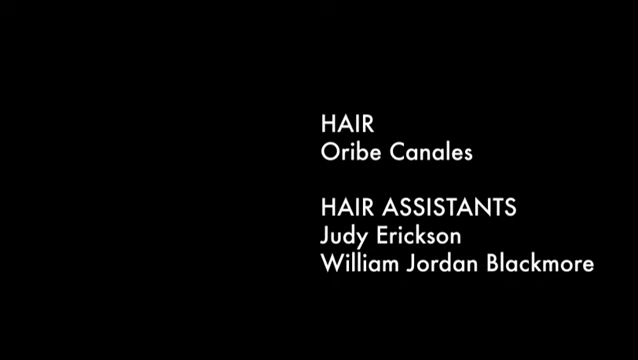 HAIR
Oribe Canales
HAIR ASSISTANTS
Judy Erickson
William Jordan Blackmore